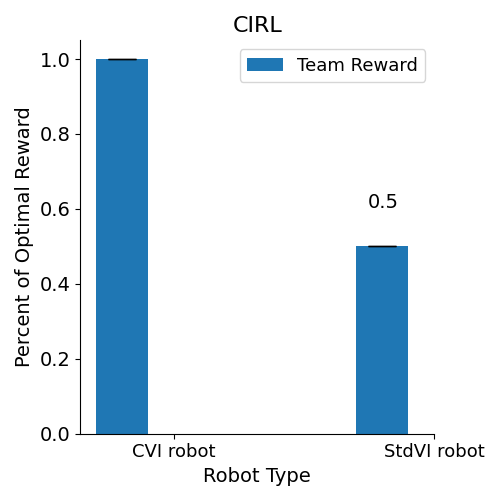 CIRL
Team Reward
Percent of Optimal Reward
1.0
0.8
0.6
0.4
0.2
0.0
0.5
CVI robot
StdVI robot
Robot Type